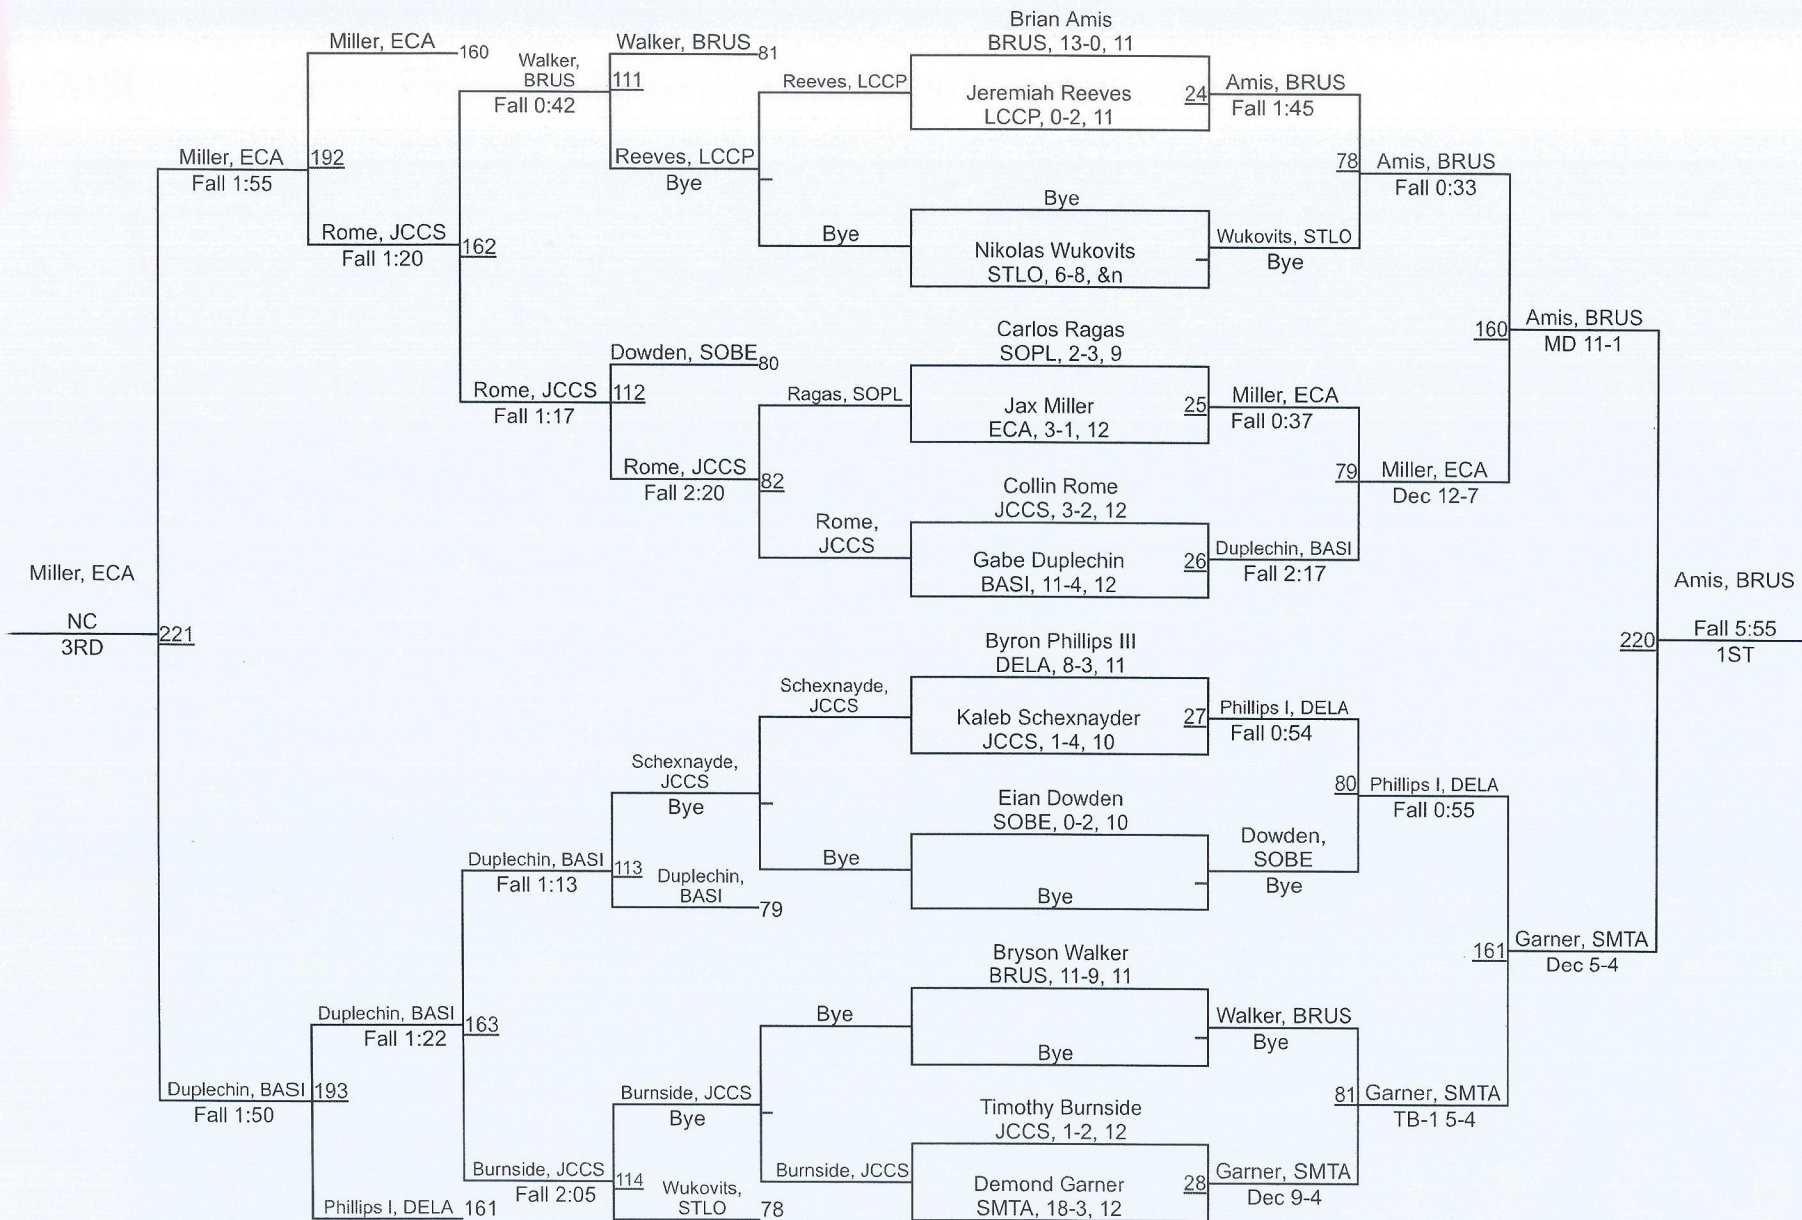 Miller, ECA
160
Walker,
BRUS
Fall 0:42
Walker, BRUS
81
111
Reeves, LCCP
Bye
Reeves, LCCP
Brian Amis
BRUS, 13-0, 11
Jeremiah Reeves
LCCP, 0-2, 11
24
Amis, BRUS
Fall 1:45
Miller, ECA
Fall 1:55
192
78
Amis, BRUS
Fall 0:33
Rome, JCCS
Fall 1:20
162
Bye
Bye
Nikolas Wukovits
STLO, 6-8, &n
Wukovits, STLO
Bye
160
Amis, BRUS
MD 11-1
Rome, JCCS
Fall 1:17
Dowden, SOBE
80
112
Ragas, SOPL
Carlos Ragas
SOPL, 2-3, 9
Jax Miller
ECA, 3-1, 12
25
Miller, ECA
Fall 0:37
Rome, JCCS
Fall 2:20
82
79
Miller, ECA
Dec 12-7
Rome,
JCCS
Collin Rome
JCCS, 3-2, 12
Gabe Duplechin
BASI, 11-4, 12
26
Duplechin, BASI
Fall 2:17
Miller, ECA
NC
3RD
221
Amis, BRUS
Fall 5:55
1ST
220
Schexnayde,
JCCS
Byron Phillips III
DELA, 8-3, 11
Kaleb Schexnayder
JCCS, 1-4, 10
27
Phillips I, DELA
Fall 0:54
Schexnayde,
JCCS
Bye
80
Phillips I, DELA
Fall 0:55
Duplechin, BASI
Fall 1:13
113
Duplechin,
BASI
79
Bye
Eian Dowden
SOBE, 0-2, 10
Bye
Dowden,
SOBE
Bye
161
Garner, SMTA
Dec 5-4
Duplechin, BASI
Fall 1:22
163
Bye
Bryson Walker
BRUS, 11-9, 11
Bye
Walker, BRUS
Bye
Duplechin, BASI
Fall 1:50
193
Burnside, JCCS
Bye
81
Garner, SMTA
TB-1 5-4
Phillips I, DELA
161
Burnside, JCCS
Fall 2:05
114
Wukovits,
STLO
78
Burnside, JCCS
Timothy Burnside
JCCS, 1-2, 12
Demond Garner
SMTA, 18-3, 12
28
Garner, SMTA
Dec 9-4